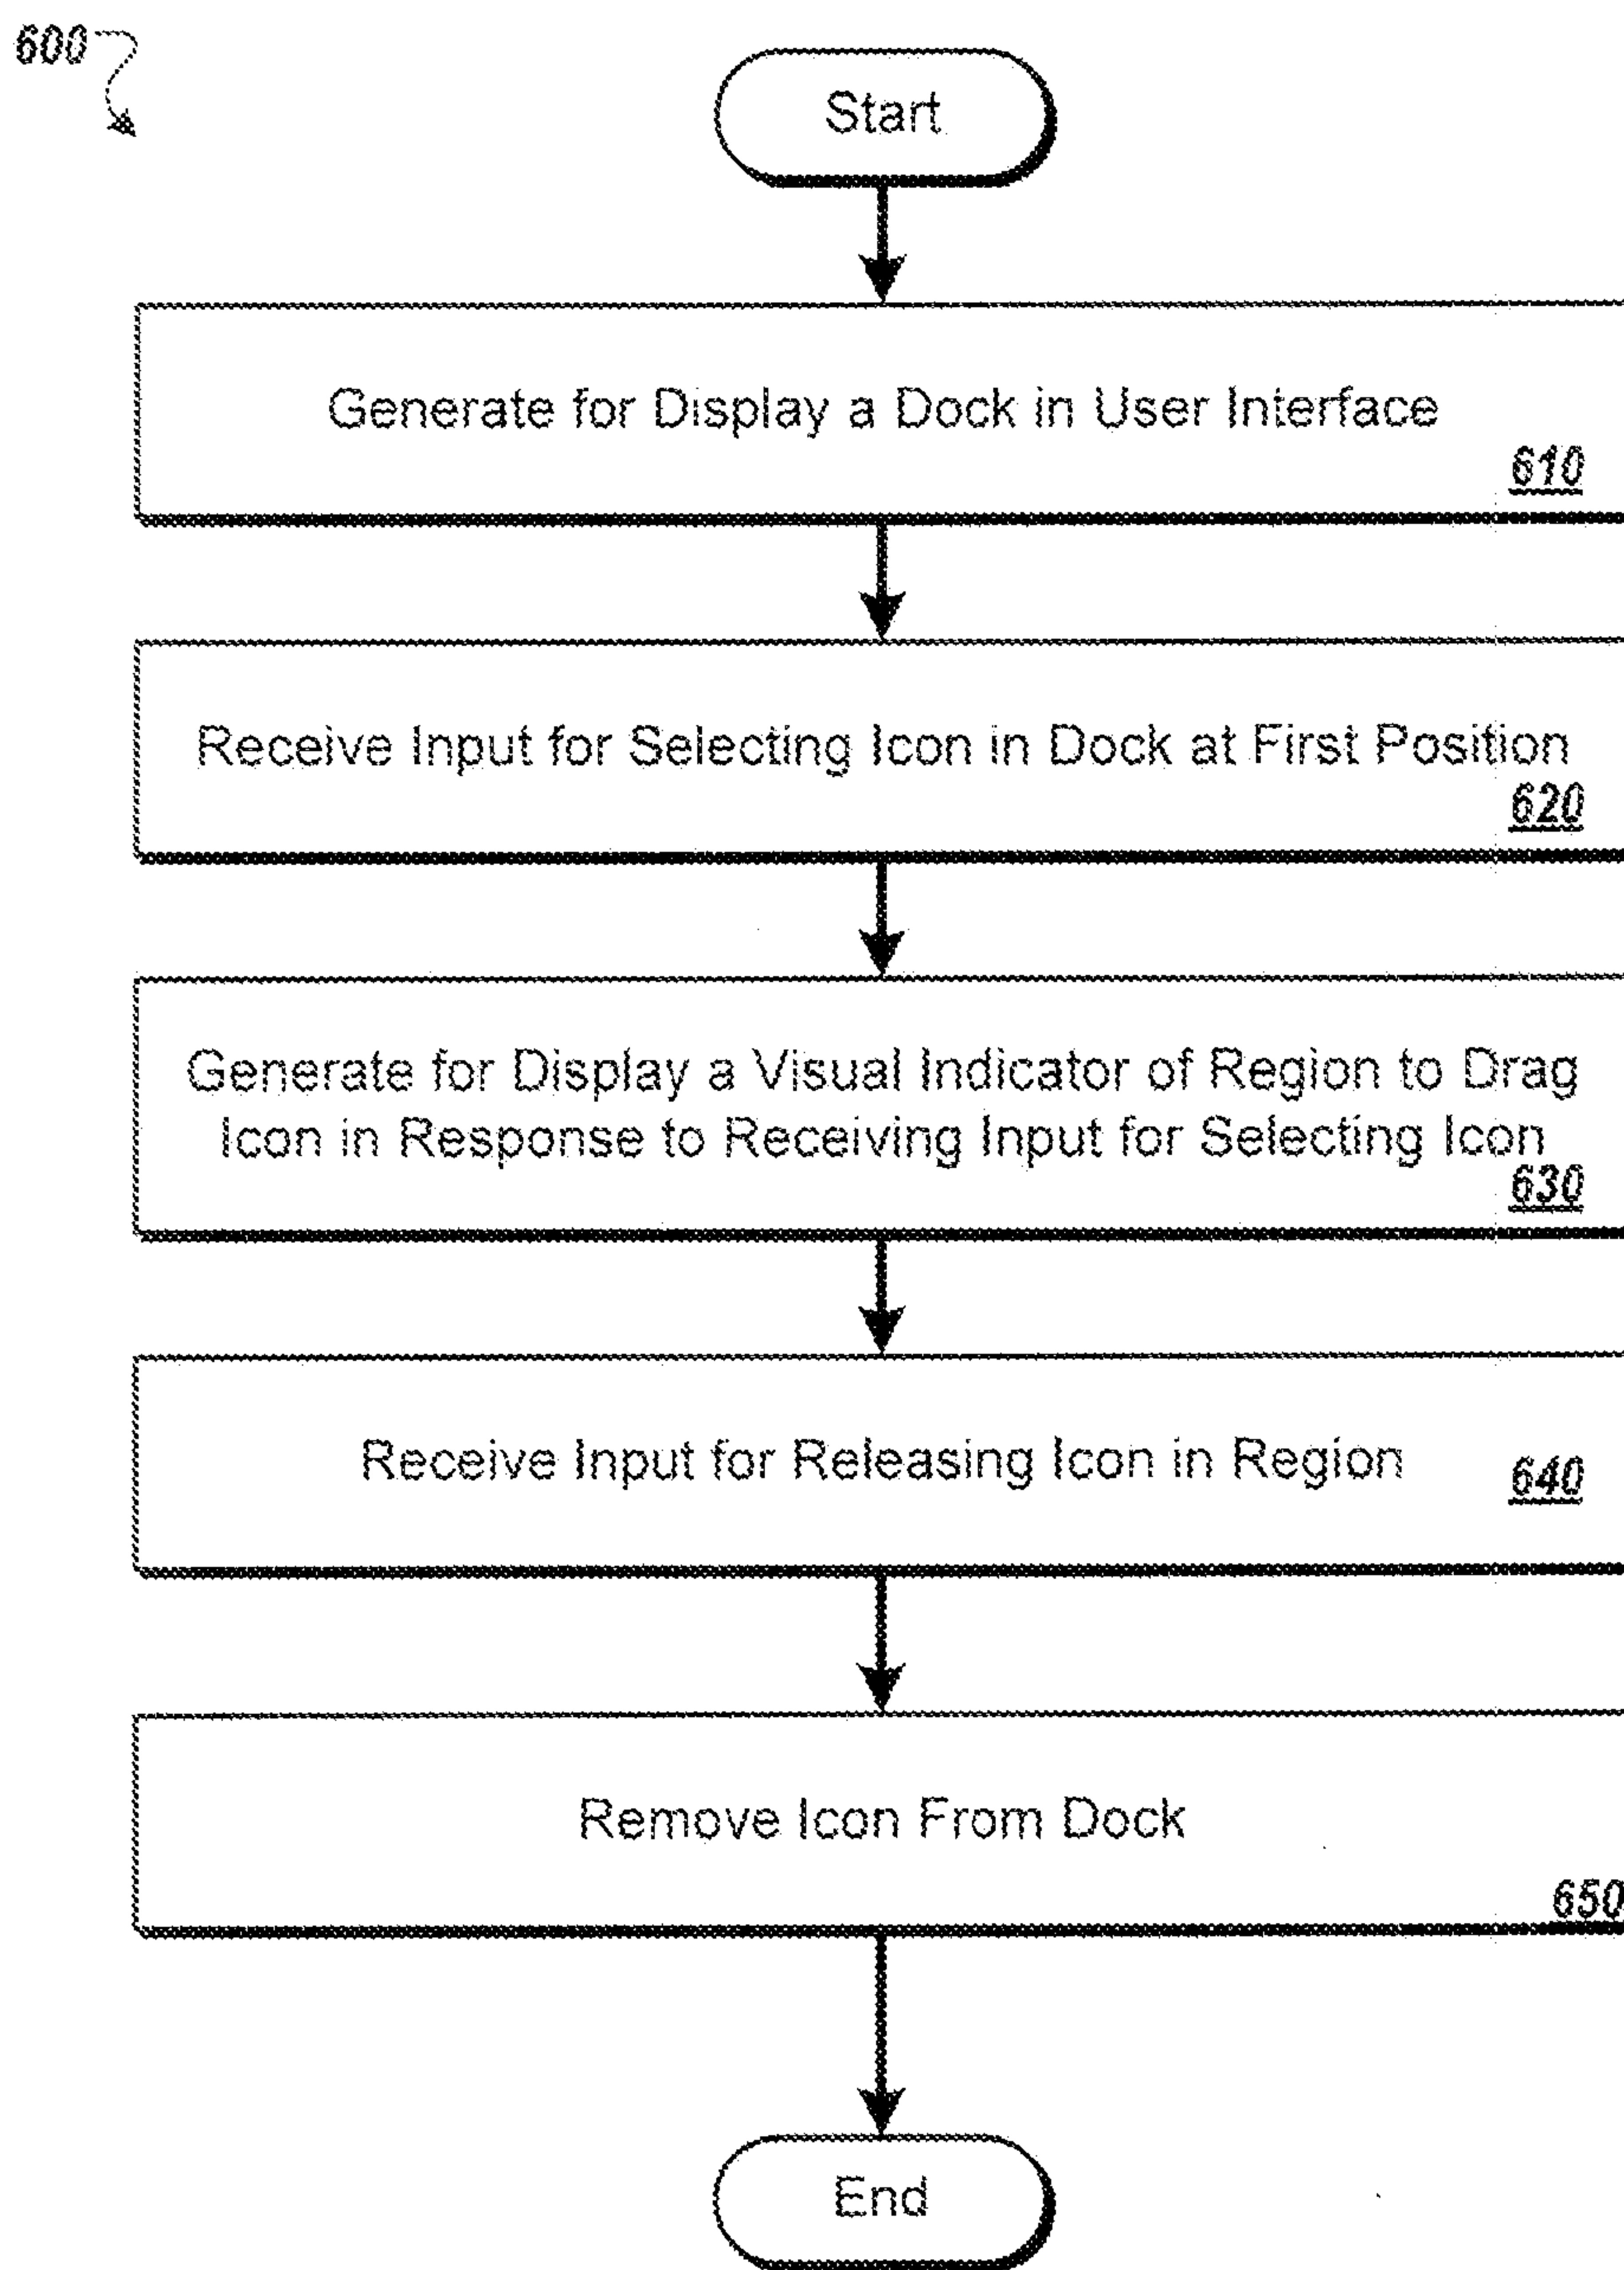 600
Start
Generate for Display a Dock in User Interface
610
Receive Input for Selecting Icon in Dock at First Position
620
Generate for Display a Visual Indicator of Region to Drag
Icon in Response to Receiving Input for Selecting Icon
630
Receive Input for Releasing Icon in Region
640
Remove Icon From Dock
650
End